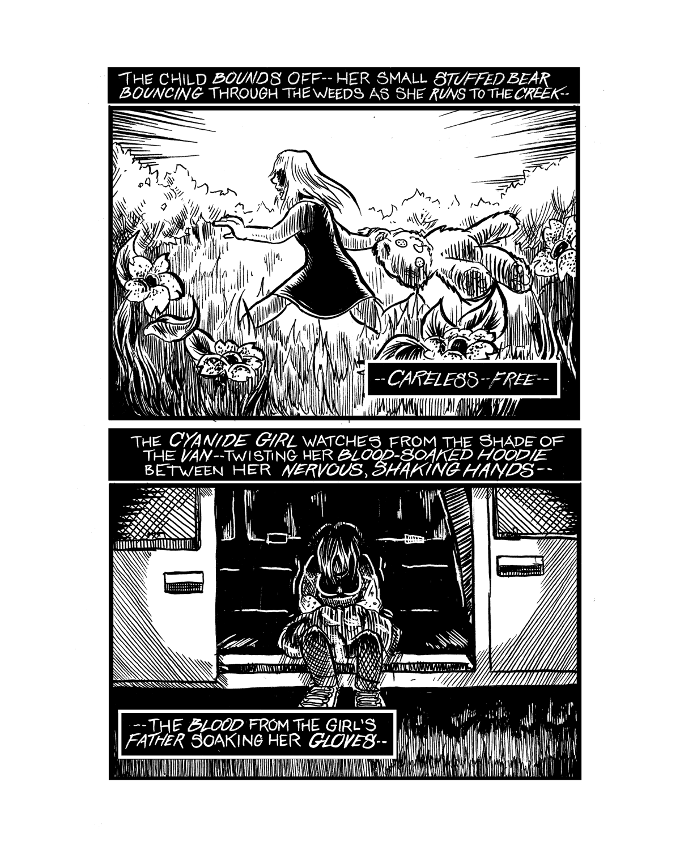 THE CHILD BOUNDS OFF-- HER SMALL STUFFED BEAR
BOUNCING THROUGH THE WEEDS AS SHE RUNS TO THE CREEK--
--CARELESS--FREE--
THE CYANIDE GIRL WATCHES FROM THE SHADE OF
THE VAN--TWISTING HER BLOOD-SOAKED HOODIE
BETWEEN HER NERVOUS, SHAKING HANDS--
--THE BLOOD FROM THE GIRL'S
FATHER SOAKING HER GLOVES--